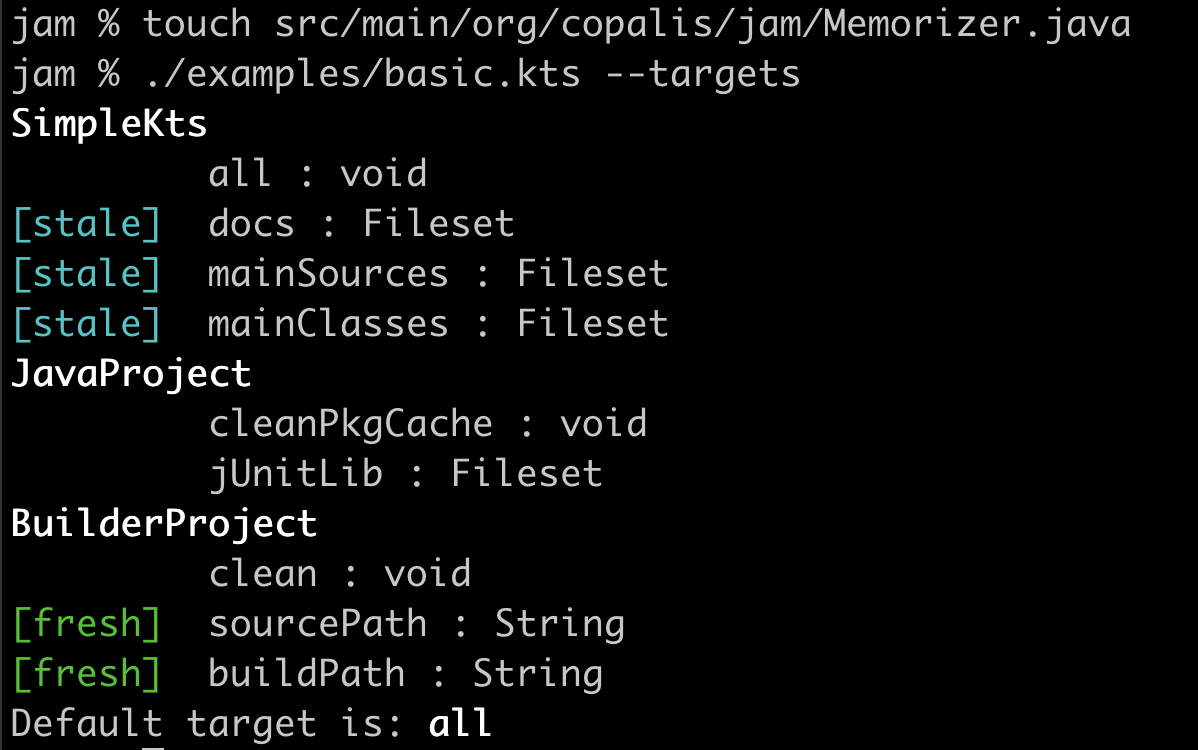 jam % touch src/main/org/copalis/jam/Memorizer.java
jam % ./examples/basic.kts --targets
SimpleKts
all : void
[stale] docs : Fileset
[stale] mainSources : Fileset
[stale] mainClasses : Fileset
JavaProject
cleanPkgCache : void
jUnitLib : Fileset
BuilderProject
clean : void
[fresh] sourcePath : String
[fresh] buildPath : String
Default target is: all